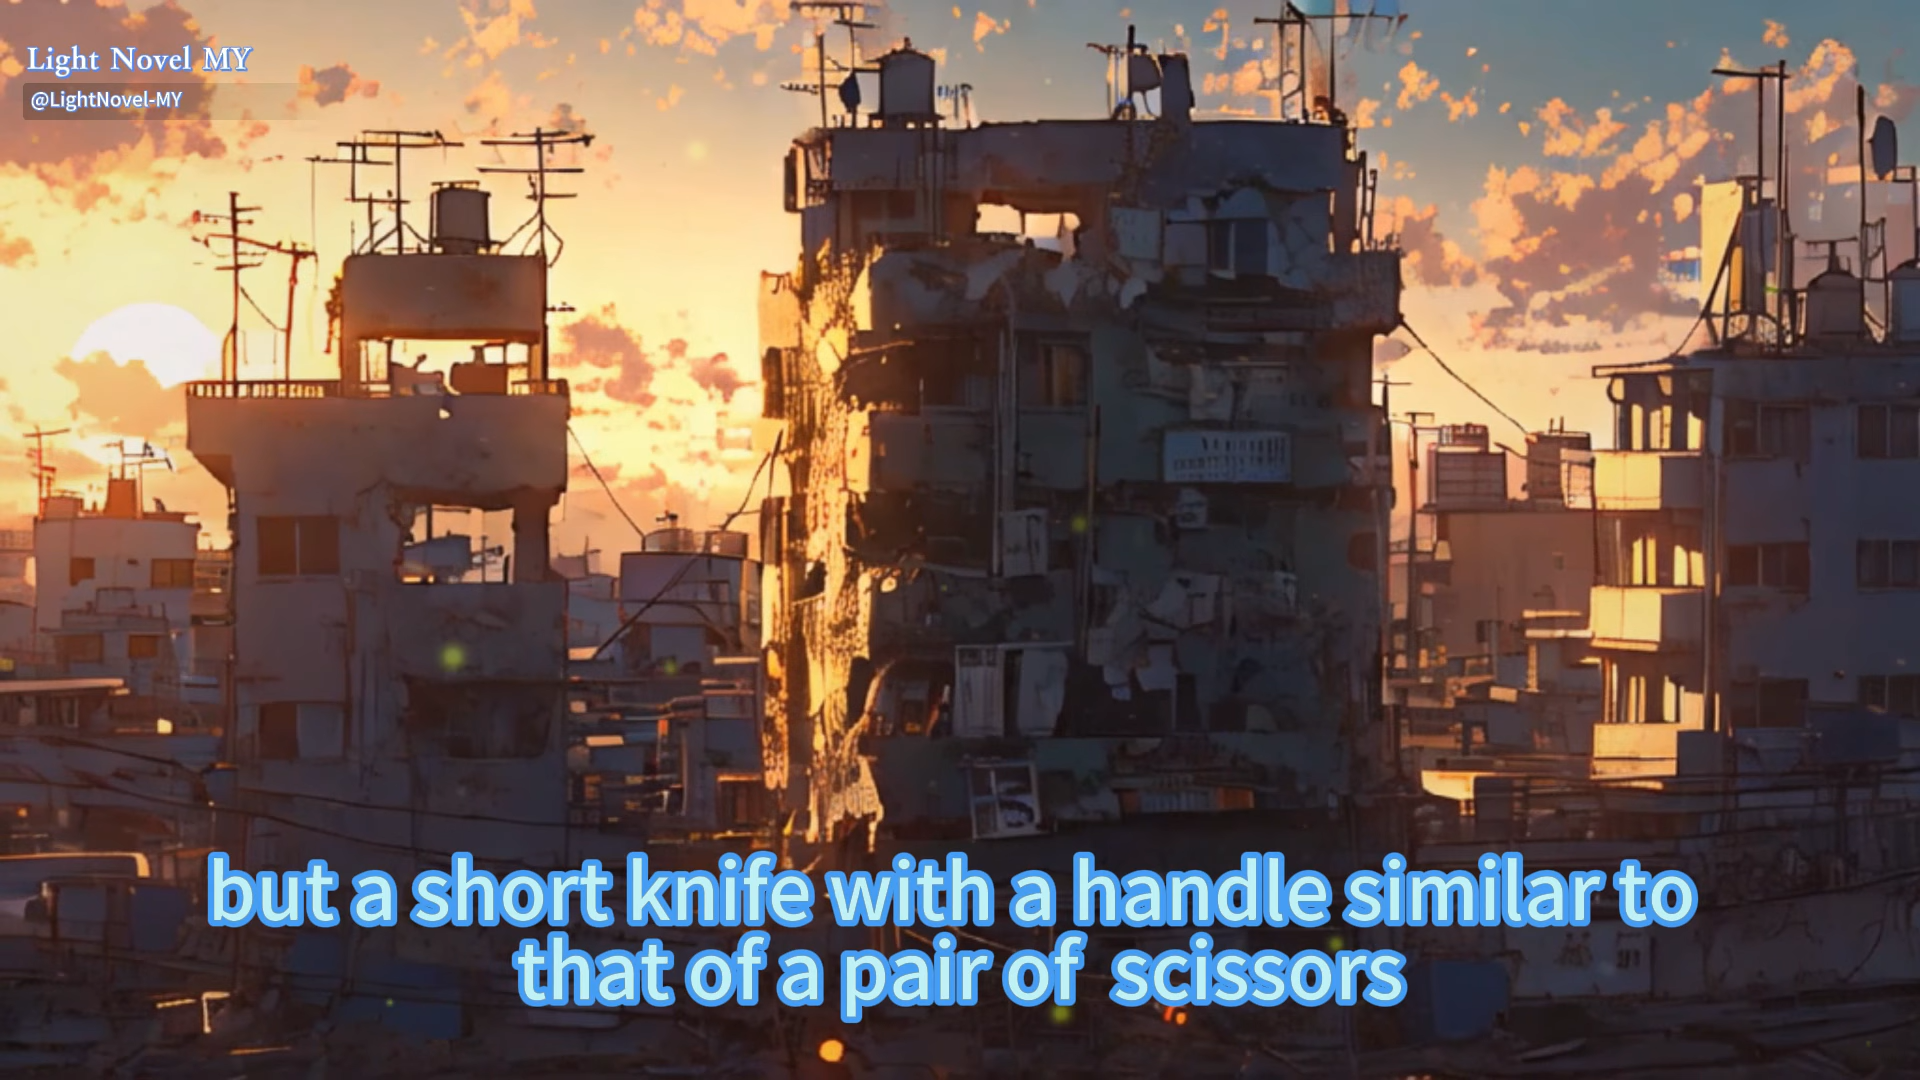 Light Novel MY
@LightNovel-MY
but a short knife with a handle similar to
that of a pair of scissors